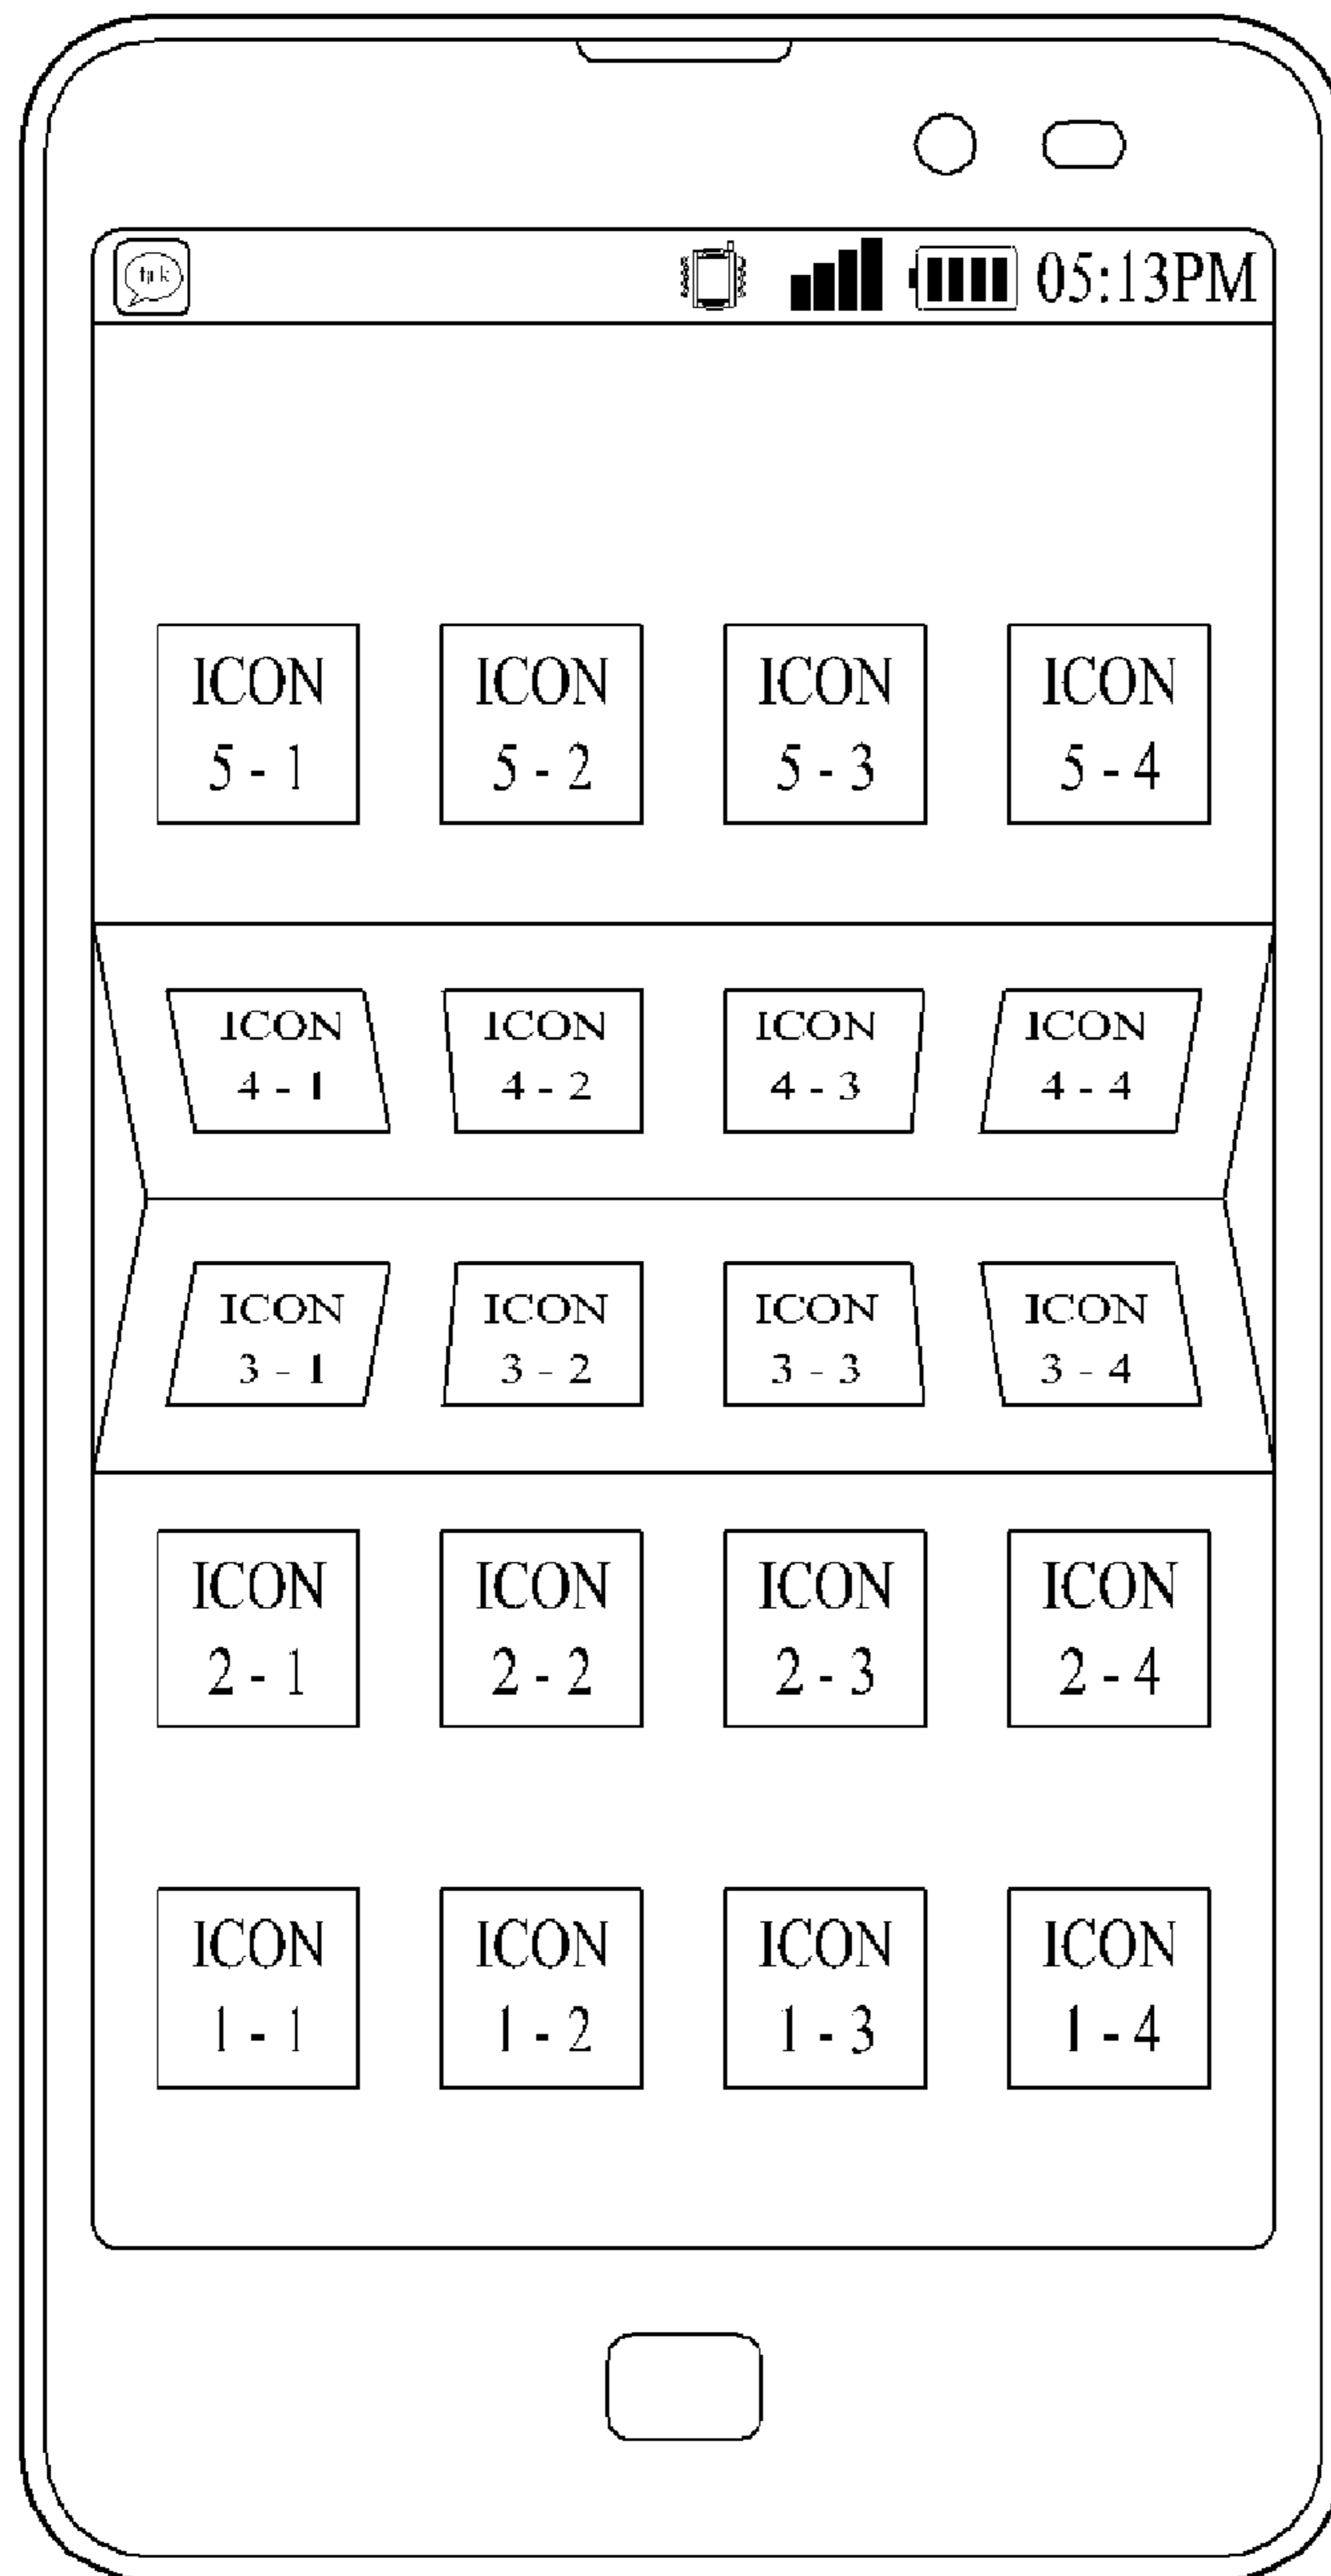 05:13PM
ICON ICON ICON ICON
5 - 1 5 - 2 5 - 3 5 - 4
ICON ICON ICON ICON
4 - 1 4 - 2 4 - 3 4 - 4
ICON ICON ICON ICON
3 - 1 3 - 2 3 - 3 3 - 4
ICON ICON ICON ICON
2 - 1 2 - 2 2 - 3 2 - 4
ICON ICON ICON ICON
1 - 1 1 - 2 1 - 3 1 - 4